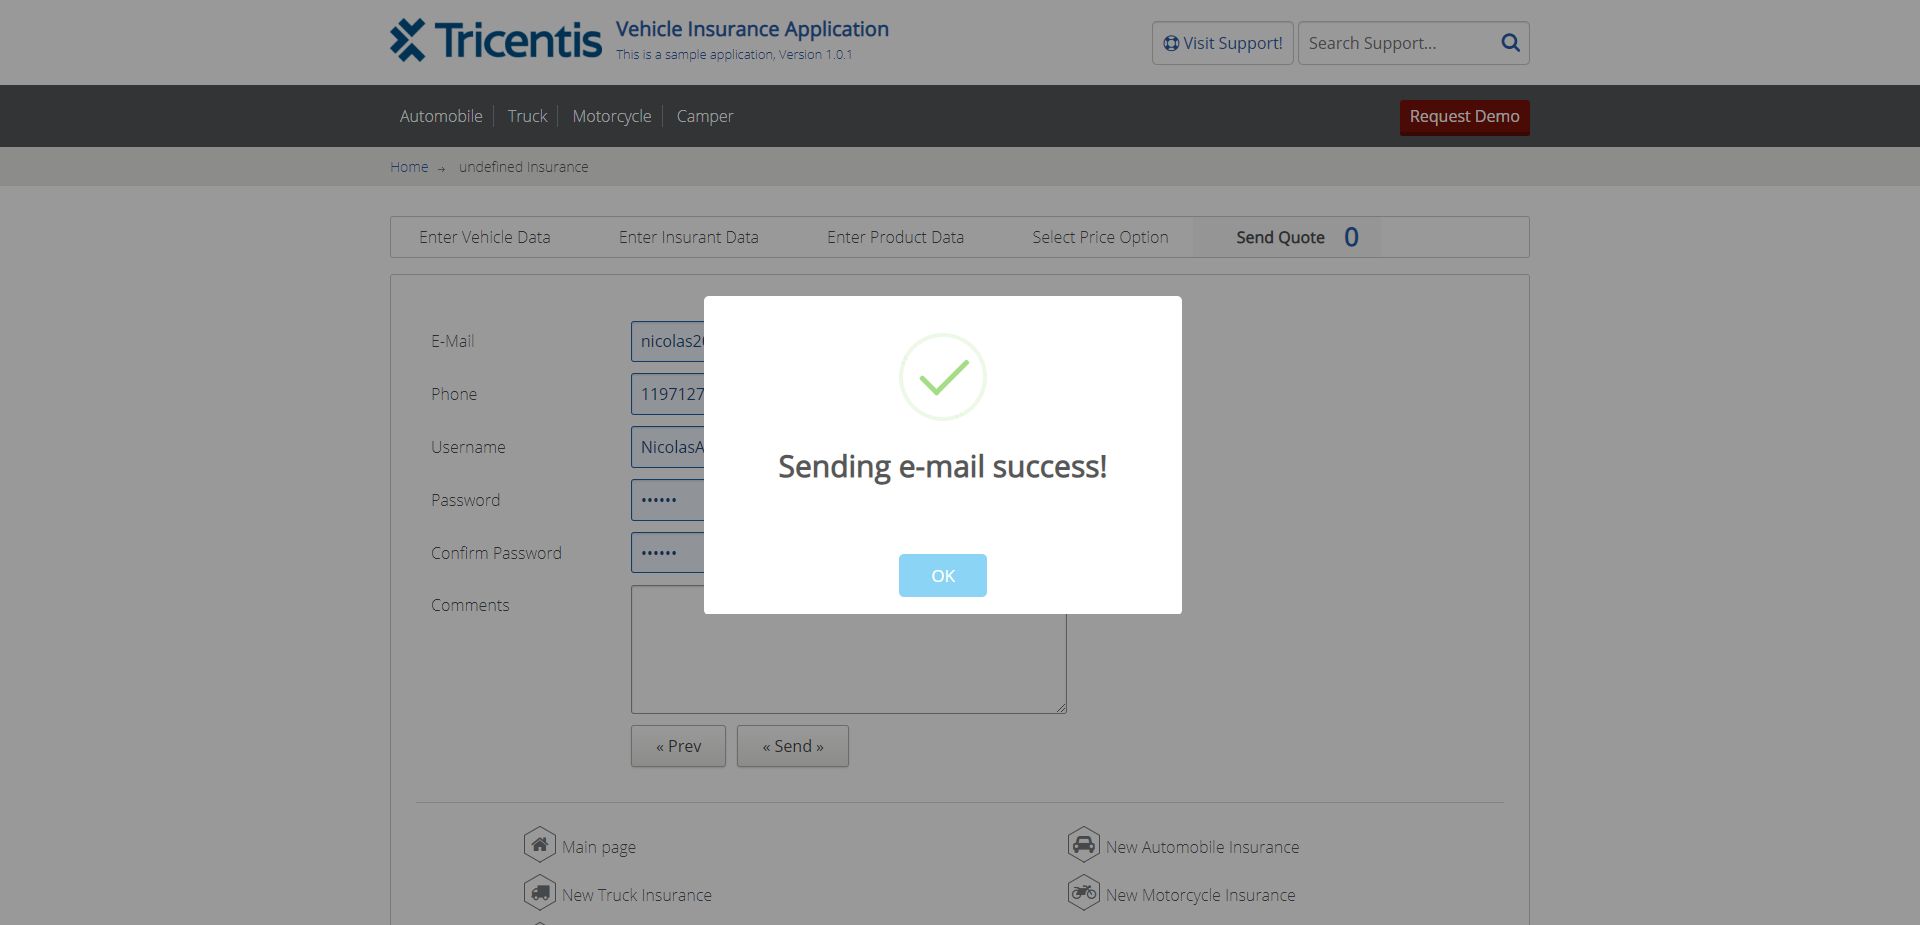 Tricentis
Vehicle Insurance Application
This is a sample application, Version 1.0.1
Visit Support!
Search Support...
Automobile
Truck
Motorcycle
Camper
Request Demo
Home → undefined Insurance
Enter Vehicle Data
Enter Insurant Data
Enter Product Data
Select Price Option
Send Quote 0
E-Mail
Phone
1197127
Username
NicolasA
Password
••••••
Confirm Password
••••••
Comments
Sending e-mail success!
OK
« Prev
« Send »
Main page
New Automobile Insurance
New Truck Insurance
New Motorcycle Insurance